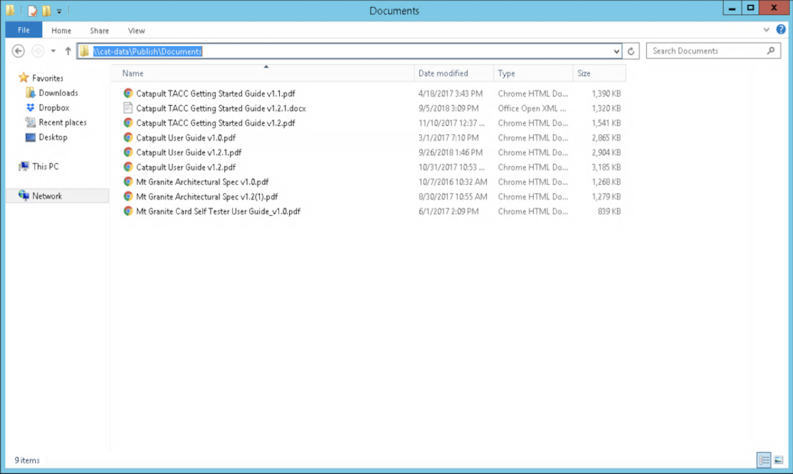 Documents
File Home Share View
\\cat-data\Publish\Documents
Search Documents
Name Date modified Type Size
Favorites
Downloads
Dropbox
Recent places
Desktop
This PC
Network
Catapult TACC Getting Started Guide v1.1.pdf 4/18/2017 3:43 PM Chrome HTML Do... 1,390 KB
Catapult TACC Getting Started Guide v1.2.1.docx 9/5/2018 3:09 PM Office Open XML ... 1,320 KB
Catapult TACC Getting Started Guide v1.2.pdf 11/10/2017 12:37 ... Chrome HTML Do... 1,541 KB
Catapult User Guide v1.0.pdf 3/1/2017 7:10 PM Chrome HTML Do... 2,865 KB
Catapult User Guide v1.2.1.pdf 9/26/2018 1:46 PM Chrome HTML Do... 2,904 KB
Catapult User Guide v1.2.pdf 10/31/2017 10:53 ... Chrome HTML Do... 3,185 KB
Mt Granite Architectural Spec v1.0.pdf 10/7/2016 10:32 AM Chrome HTML Do... 1,268 KB
Mt Granite Architectural Spec v1.2(1).pdf 8/30/2017 10:55 AM Chrome HTML Do... 1,279 KB
Mt Granite Card Self Tester User Guide_v1.0.pdf 6/1/2017 2:09 PM Chrome HTML Do... 839 KB
9 items